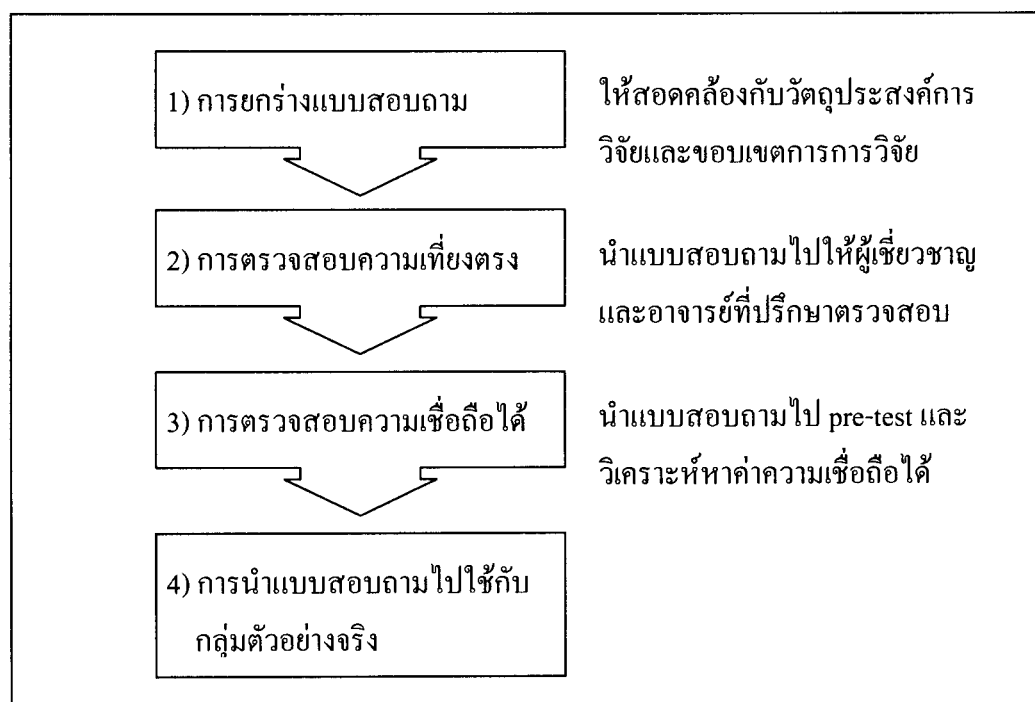 1) การยกร่างแบบสอบถาม
ให้สอดคล้องกับวัตถุประสงค์การ
วิจัยและขอบเขตการการวิจัย
2) การตรวจสอบความเที่ยงตรง
นำแบบสอบถามไปให้ผู้เชี่ยวชาญ
และอาจารย์ที่ปรึกษาตรวจสอบ
3) การตรวจสอบความเชื่อถือได้
นำแบบสอบถามไป pre-test และ
วิเคราะห์หาค่าความเชื่อถือได้
4) การนำแบบสอบถามไปใช้กับ
กลุ่มตัวอย่างจริง